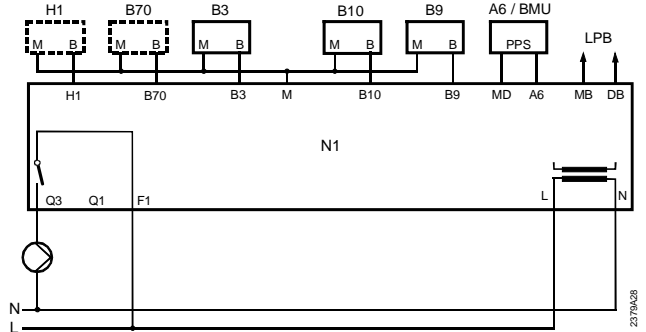 H1 B70 B3 B10 B9 A6 / BMU LPB
M B M B M B M B M B PPS
H1 B70 B3 M B10 B9 MD A6 MB DB
N1
Q3 Q1 F1 L N
N
L
2379A28